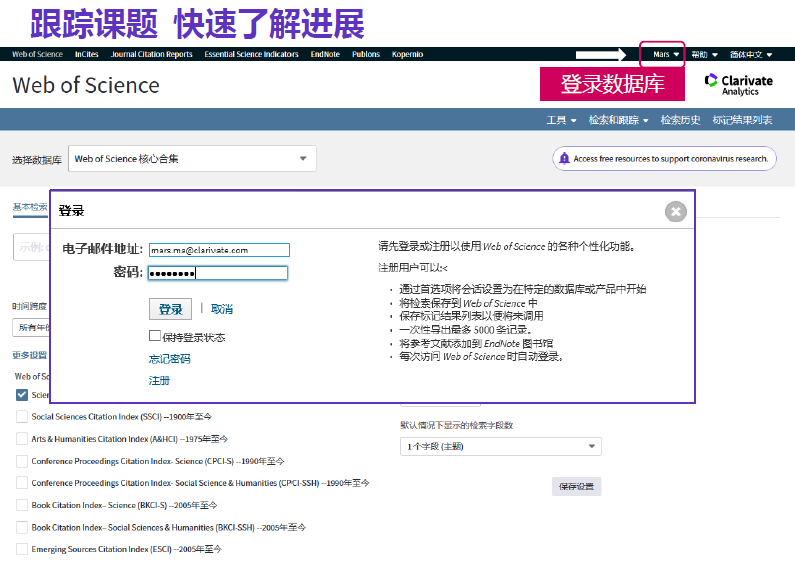 跟踪课题 快速了解进展
Web of Science InCites Journal Citation Reports Essential Science Indicators EndNote Publons Kopernio Mars 帮助 简体中文
Web of Science
登录数据库
Clarivate
Analytics
工具 检索和跟踪 检索历史 标记结果列表
选择数据库 Web of Science 核心合集
Access free resources to support coronavirus research.
基本检索
登录
示例:
电子邮件地址: mars.ma@clarivate.com
密码: ●●●●●●●●
登录 | 取消
保持登录状态
忘记密码
注册
请先登录或注册以使用 Web of Science 的各种个性化功能。
注册用户可以:<
· 通过首选项将会话设置为在特定的数据库或产品中开始
· 将检索保存到 Web of Science 中
· 保存标记结果列表以便将来调用
· 一次性导出最多 5000 条记录。
· 将参考文献添加到 EndNote 图书馆
· 每次访问 Web of Science 时自动登录。
时间跨度
所有年份
更多设置
Web of Sc
Scien
Social Sciences Citation Index (SSCI) --1900年至今
Arts & Humanities Citation Index (A&HCI) --1975年至今
Conference Proceedings Citation Index- Science (CPCI-S) --1990年至今
Conference Proceedings Citation Index- Social Science & Humanities (CPCI-SSH) --1990年至今
Book Citation Index– Science (BKCI-S) --2005年至今
Book Citation Index– Social Sciences & Humanities (BKCI-SSH) --2005年至今
Emerging Sources Citation Index (ESCI) --2005年至今
默认情况下显示的检索字段数
1个字段 (主题)
保存设置